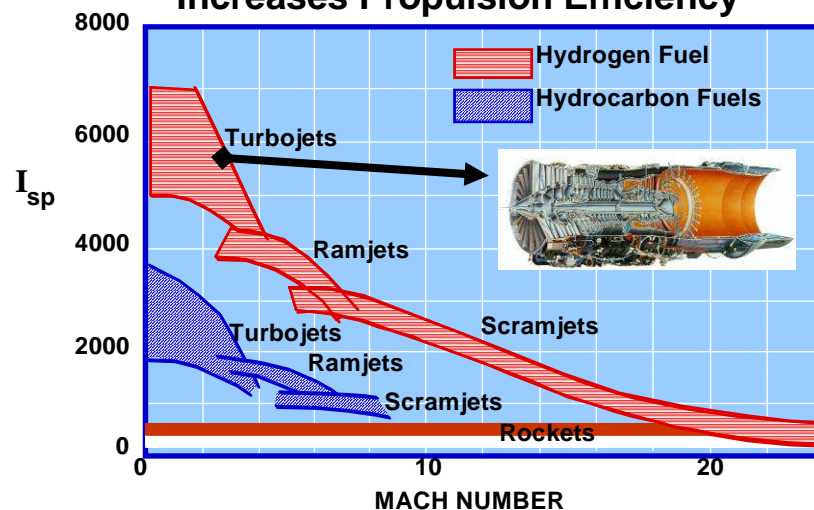 Increases Propulsion Efficiency
8000
Hydrogen Fuel
Hydrocarbon Fuels
6000
Turbojets
Isp
4000
Ramjets
Scramjets
Turbojets
2000
Ramjets
Scramjets
Rockets
0
0
10
20
MACH NUMBER